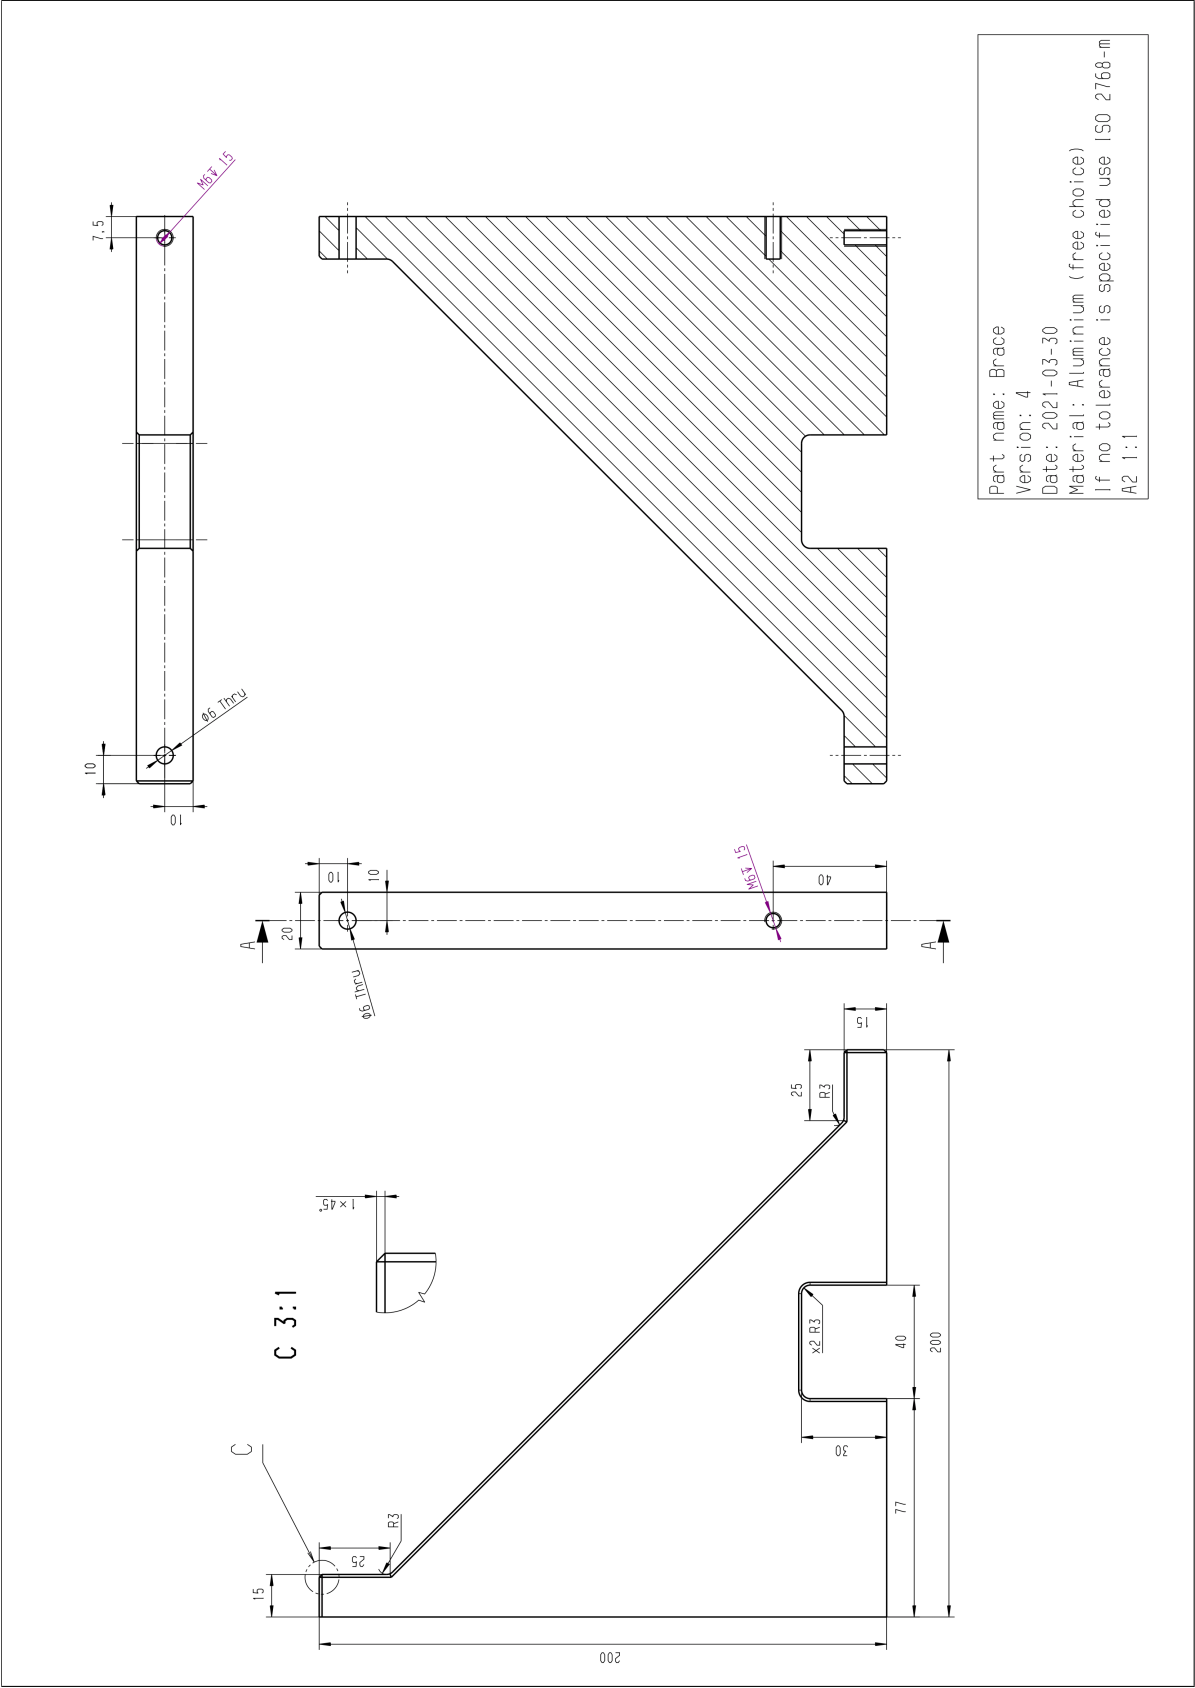 M6↧ 15
7,5
10
Ø6 Thru
10
A
20
10
10
Ø6 Thru
M6↧ 15
40
A
C
C 3:1
1×45°
15
25
R3
200
25
R3
15
x2 R3
30
40
77
200
Part name: Brace
Version: 4
Date: 2021-03-30
Material: Aluminium (free choice)
If no tolerance is specified use ISO 2768-m
A2 1:1